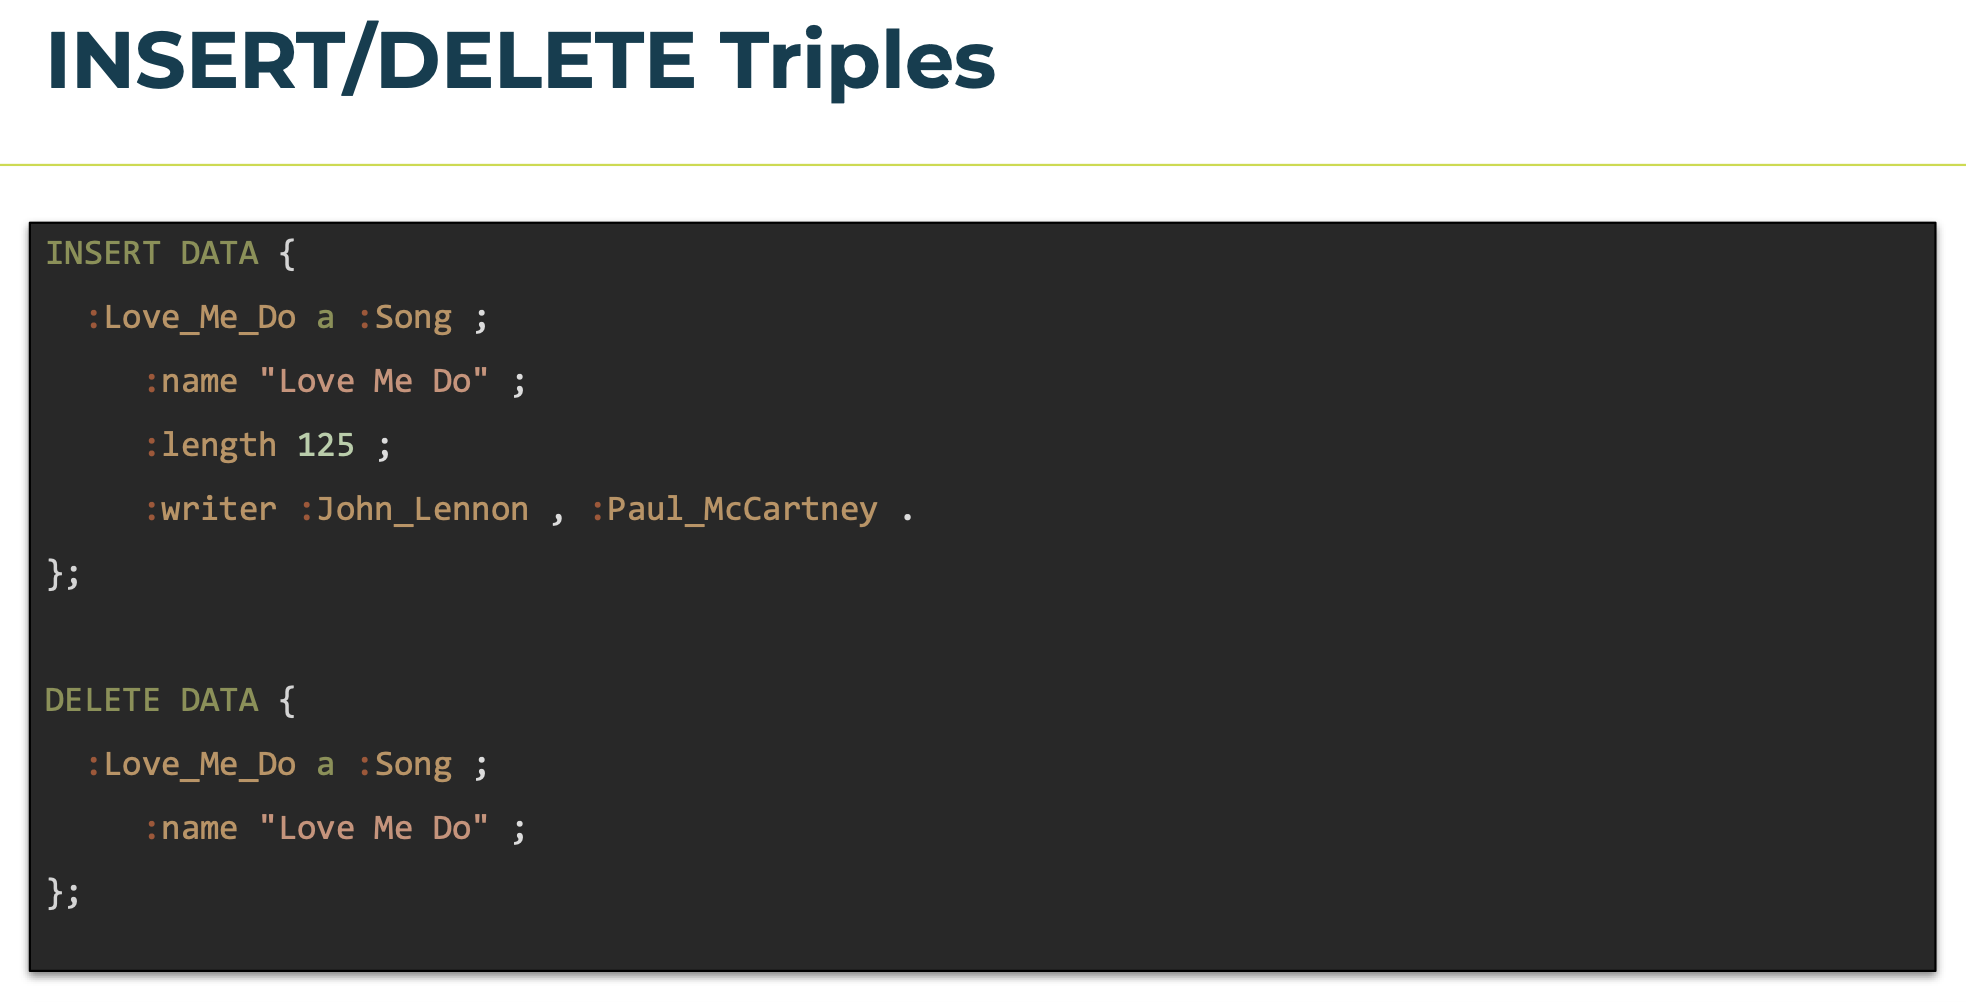 INSERT/DELETE Triples
INSERT DATA {
:Love_Me_Do a :Song ;
:name "Love Me Do" ;
:length 125 ;
:writer :John_Lennon , :Paul_McCartney .
};
DELETE DATA {
:Love_Me_Do a :Song ;
:name "Love Me Do" ;
};